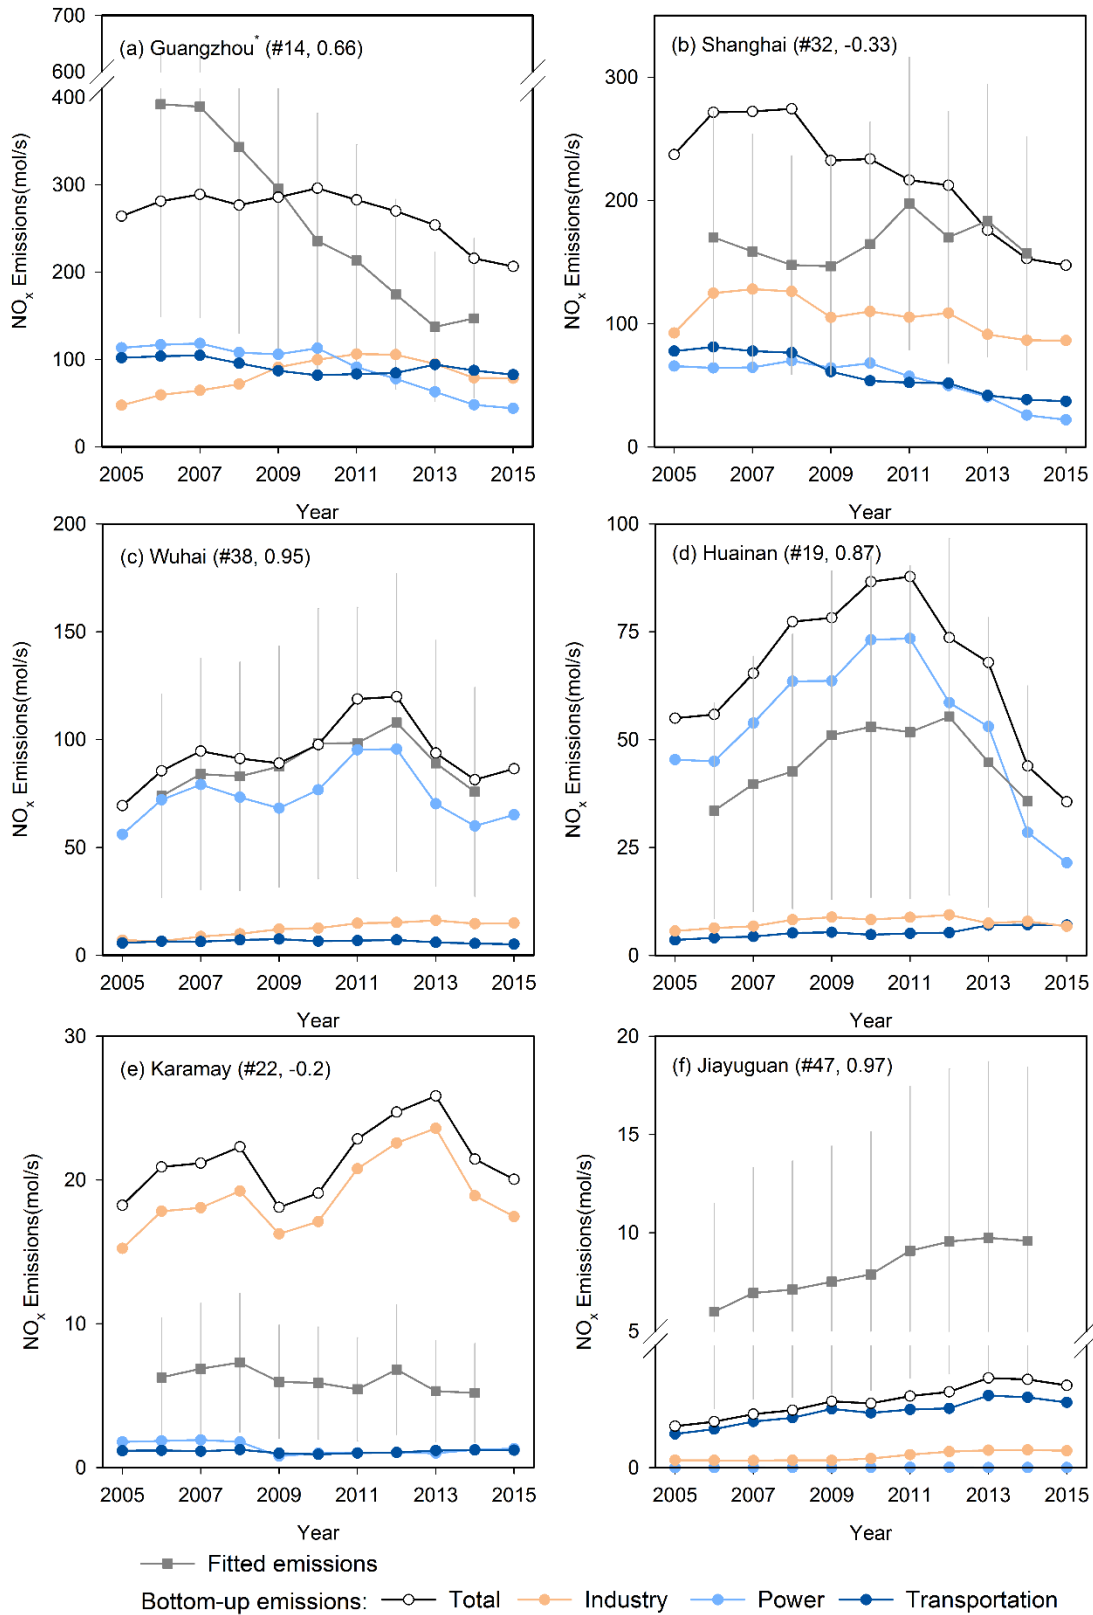 700
600
400
300
200
100
0
NOx Emissions(mol/s)
(a) Guangzhou* (#14, 0.66)
2005 2007 2009 2011 2013 2015
Year
300
200
100
0
NOx Emissions(mol/s)
(b) Shanghai (#32, -0.33)
2005 2007 2009 2011 2013 2015
Year
200
150
100
50
0
NOx Emissions(mol/s)
(c) Wuhai (#38, 0.95)
2005 2007 2009 2011 2013 2015
Year
100
75
50
25
0
NOx Emissions(mol/s)
(d) Huainan (#19, 0.87)
2005 2007 2009 2011 2013 2015
Year
30
20
10
0
NOx Emissions(mol/s)
(e) Karamay (#22, -0.2)
2005 2007 2009 2011 2013 2015
Year
20
15
10
5
0
NOx Emissions(mol/s)
(f) Jiayuguan (#47, 0.97)
2005 2007 2009 2011 2013 2015
Year
Fitted emissions
Bottom-up emissions: Total Industry Power Transportation